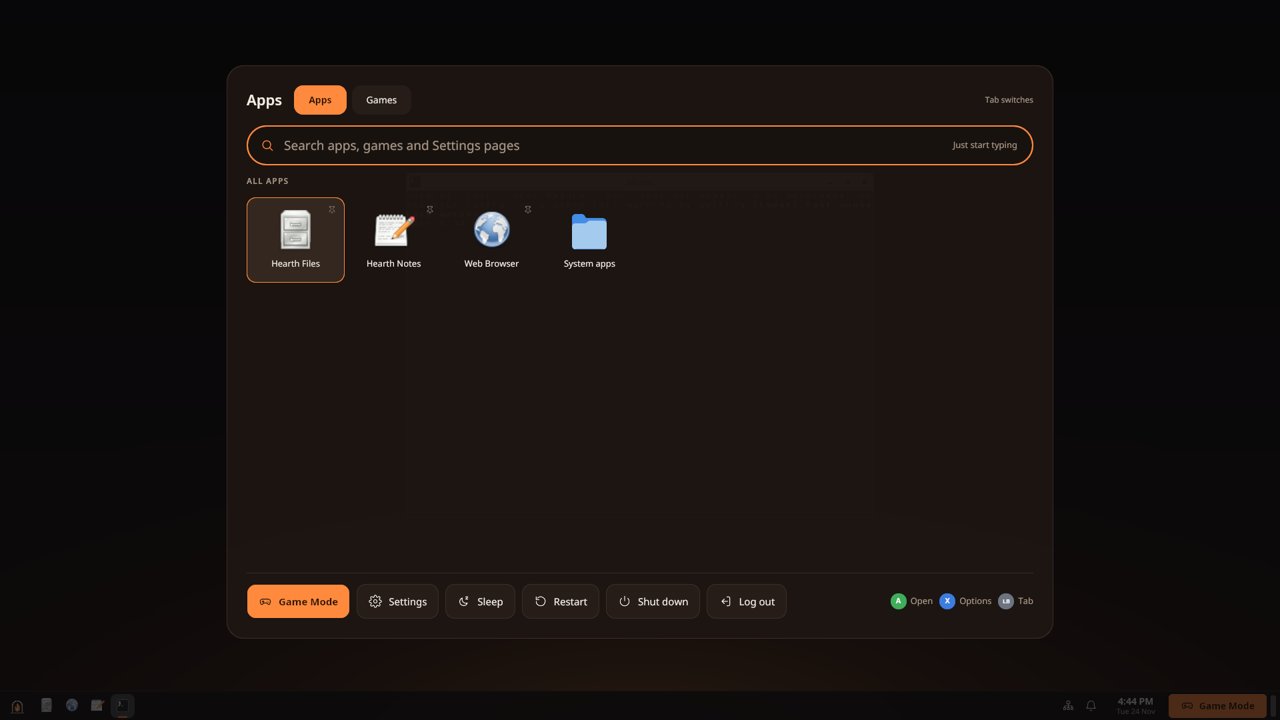 Apps Apps Games Tab switches
Search apps, games and Settings pages Just start typing
ALL APPS
Hearth Files Hearth Notes Web Browser System apps
Game Mode Settings Sleep Restart Shut down Log out A Open X Options LB Tab
4:44 PM
Tue 24 Nov
Game Mode